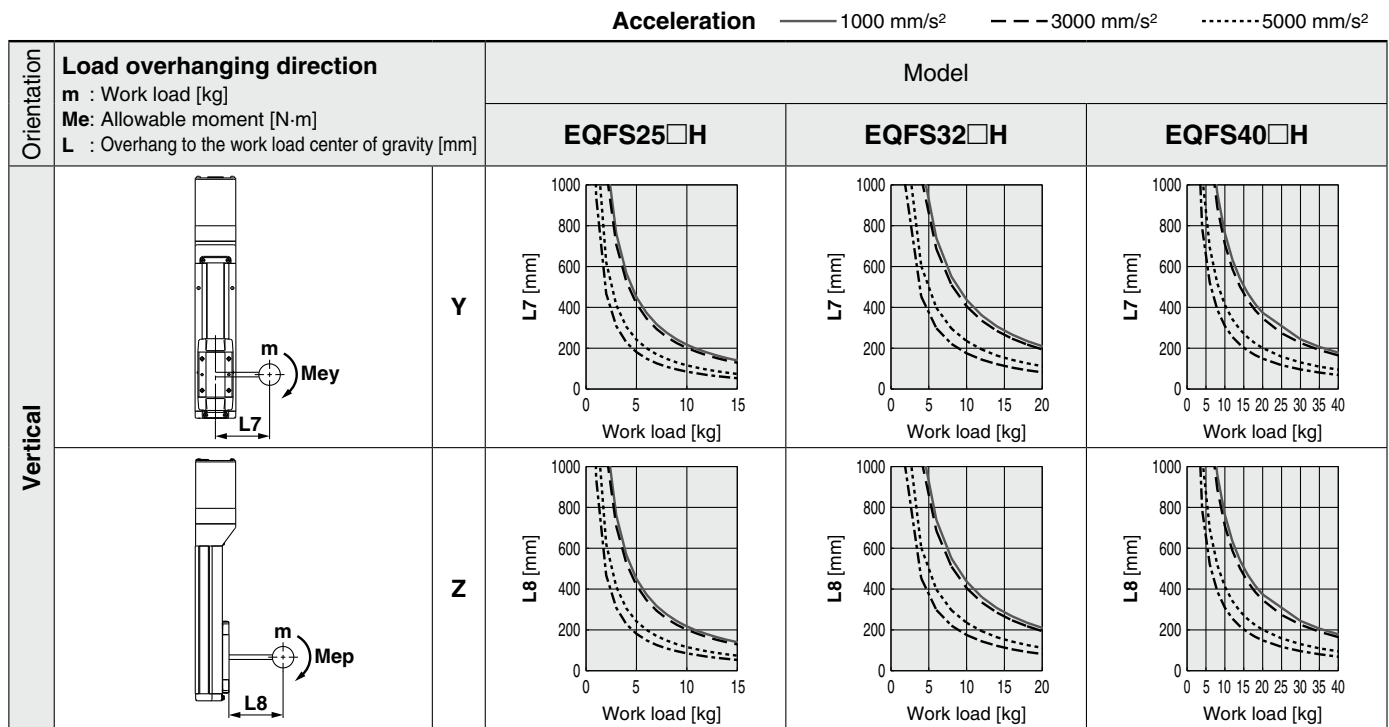 Acceleration 1000 mm/s² 3000 mm/s² 5000 mm/s²
Orientation
Load overhanging direction
m : Work load [kg]
Me: Allowable moment [N·m]
L : Overhang to the work load center of gravity [mm]
Model
EQFS25□H EQFS32□H EQFS40□H
Vertical
m
Mey
L7
Y
L7 [mm]
1000
800
600
400
200
0
0 5 10 15
Work load [kg]
L7 [mm]
1000
800
600
400
200
0
0 5 10 15 20
Work load [kg]
L7 [mm]
1000
800
600
400
200
0
0 5 10 15 20 25 30 35 40
Work load [kg]
m
Mep
L8
Z
L8 [mm]
1000
800
600
400
200
0
0 5 10 15
Work load [kg]
L8 [mm]
1000
800
600
400
200
0
0 5 10 15 20
Work load [kg]
L8 [mm]
1000
800
600
400
200
0
0 5 10 15 20 25 30 35 40
Work load [kg]